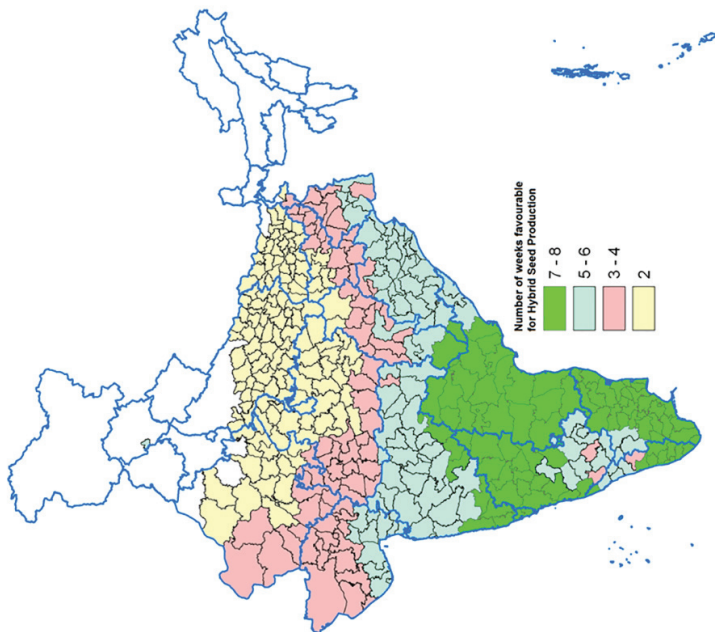 Number of weeks favourable
for Hybrid Seed Production
7 - 8
5 - 6
3 - 4
2